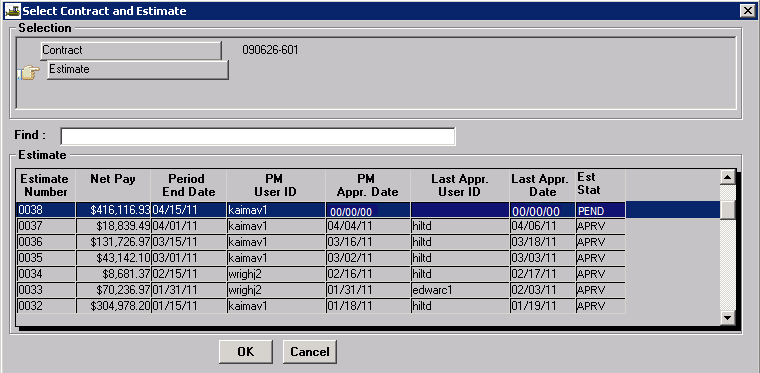 Select Contract and Estimate
Selection
Contract 090626-601
Estimate
Find :
Estimate
Estimate Number Net Pay Period End Date PM User ID PM Appr. Date Last Appr. User ID Last Appr. Date Est Stat
0038 $416,116.93 04/15/11 kaimav1 00/00/00 00/00/00 PEND
0037 $18,839.49 04/01/11 kaimav1 04/04/11 hiltd 04/06/11 APRV
0036 $131,726.97 03/15/11 kaimav1 03/16/11 hiltd 03/18/11 APRV
0035 $43,142.10 03/01/11 kaimav1 03/02/11 hiltd 03/03/11 APRV
0034 $8,681.37 02/15/11 wrighj2 02/16/11 hiltd 02/17/11 APRV
0033 $70,236.97 01/31/11 wrighj2 01/31/11 edwarc1 02/03/11 APRV
0032 $304,978.20 01/15/11 kaimav1 01/18/11 hiltd 01/19/11 APRV
OK Cancel